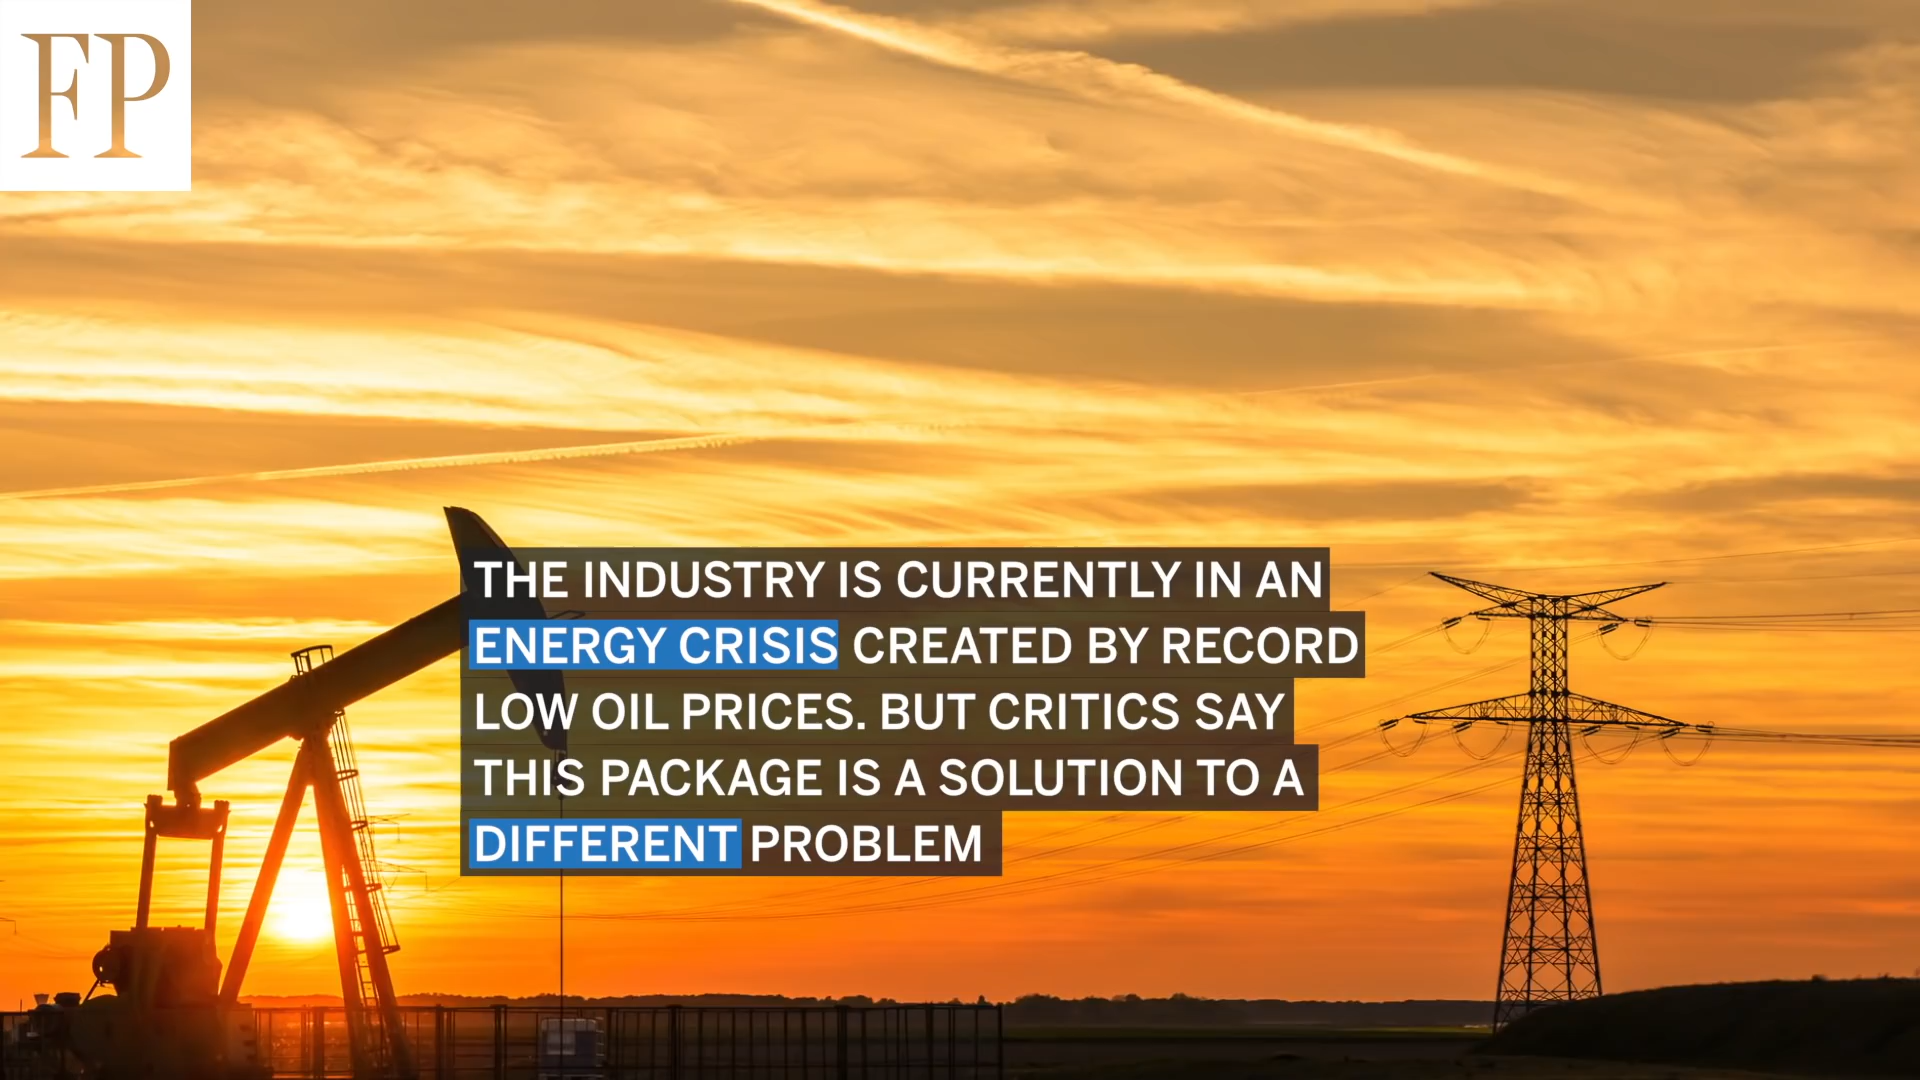 FP
THE INDUSTRY IS CURRENTLY IN AN
ENERGY CRISIS CREATED BY RECORD
LOW OIL PRICES. BUT CRITICS SAY
THIS PACKAGE IS A SOLUTION TO A
DIFFERENT PROBLEM